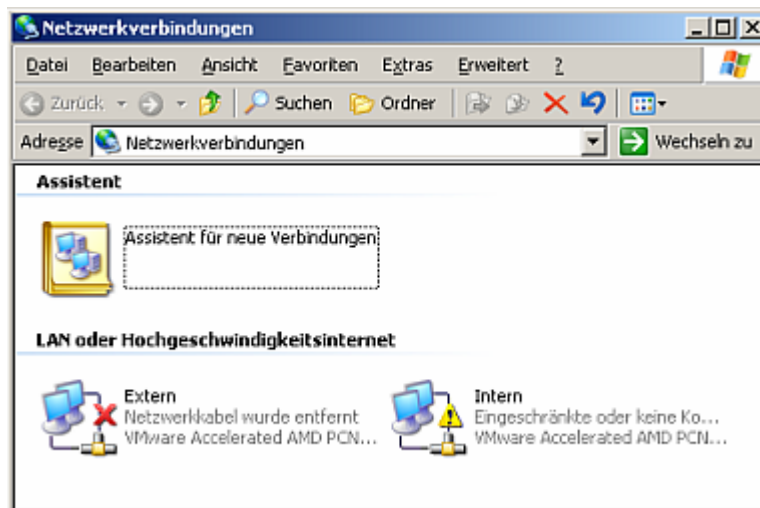 Netzwerkverbindungen
Datei Bearbeiten Ansicht Favoriten Extras Erweitert ?
Zurück Suchen Ordner
Adresse Netzwerkverbindungen Wechseln zu
Assistent
Assistent für neue Verbindungen
LAN oder Hochgeschwindigkeitsinternet
Extern
Netzwerkkabel wurde entfernt
VMware Accelerated AMD PCN...
Intern
Eingeschränkte oder keine Ko...
VMware Accelerated AMD PCN...